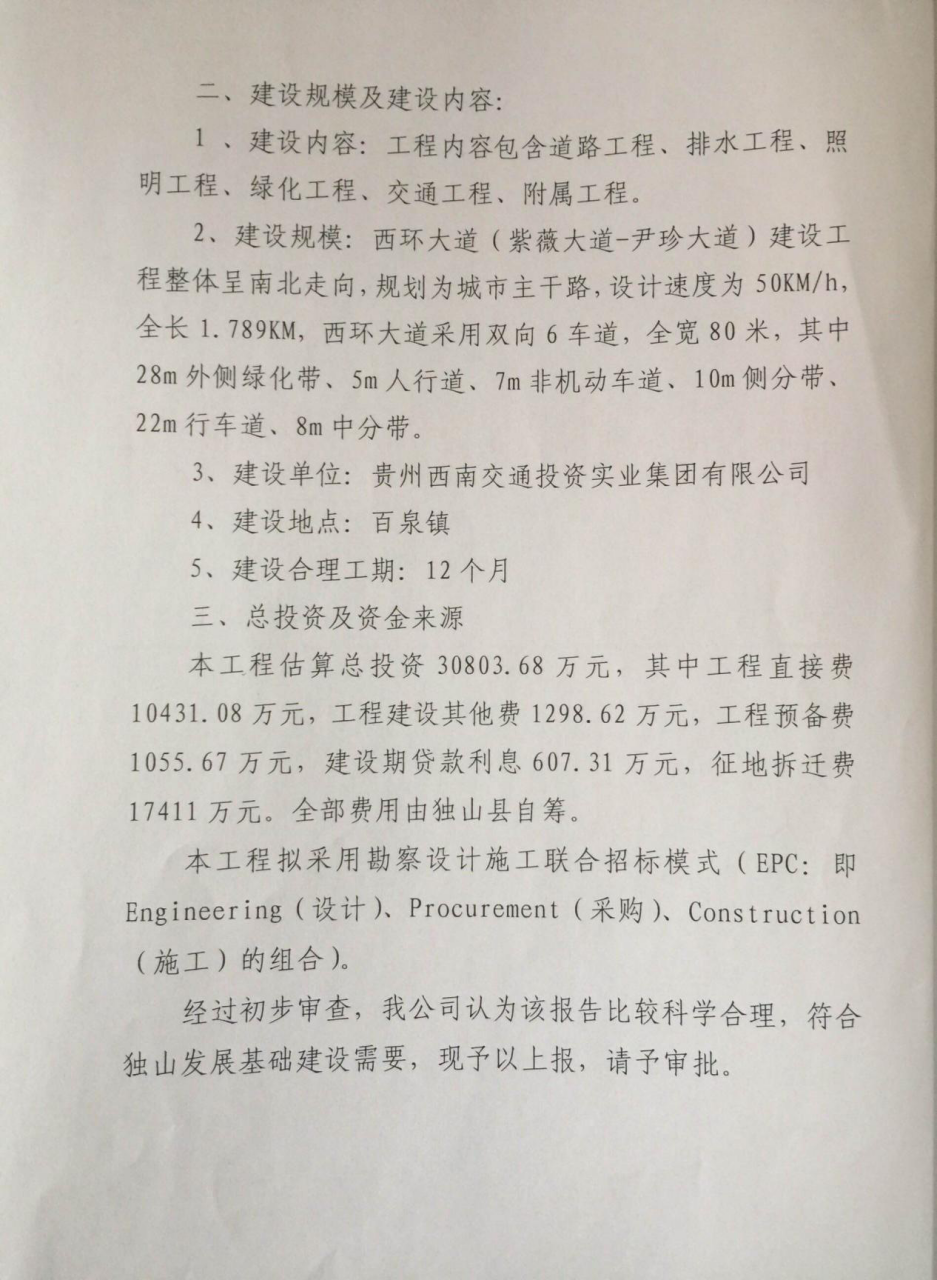 二、建设规模及建设内容：
1 、建设内容：工程内容包含道路工程、排水工程、照
明工程、绿化工程、交通工程、附属工程。
2、建设规模：西环大道（紫薇大道-尹珍大道）建设工
程整体呈南北走向,规划为城市主干路,设计速度为 50KM/h,
全长 1.789KM，西环大道采用双向 6 车道，全宽 80 米，其中
28m 外侧绿化带、5m 人行道、7m 非机动车道、10m 侧分带、
22m 行车道、8m 中分带。
3、建设单位：贵州西南交通投资实业集团有限公司
4、建设地点：百泉镇
5、建设合理工期：12 个月
三、总投资及资金来源
本工程估算总投资 30803.68 万元，其中工程直接费
10431.08 万元，工程建设其他费 1298.62 万元，工程预备费
1055.67 万元，建设期贷款利息 607.31 万元，征地拆迁费
17411 万元。全部费用由独山县自筹。
本工程拟采用勘察设计施工联合招标模式（EPC：即
Engineering（设计）、Procurement（采购）、Construction
（施工）的组合）。
经过初步审查，我公司认为该报告比较科学合理，符合
独山发展基础建设需要，现予以上报，请予审批。